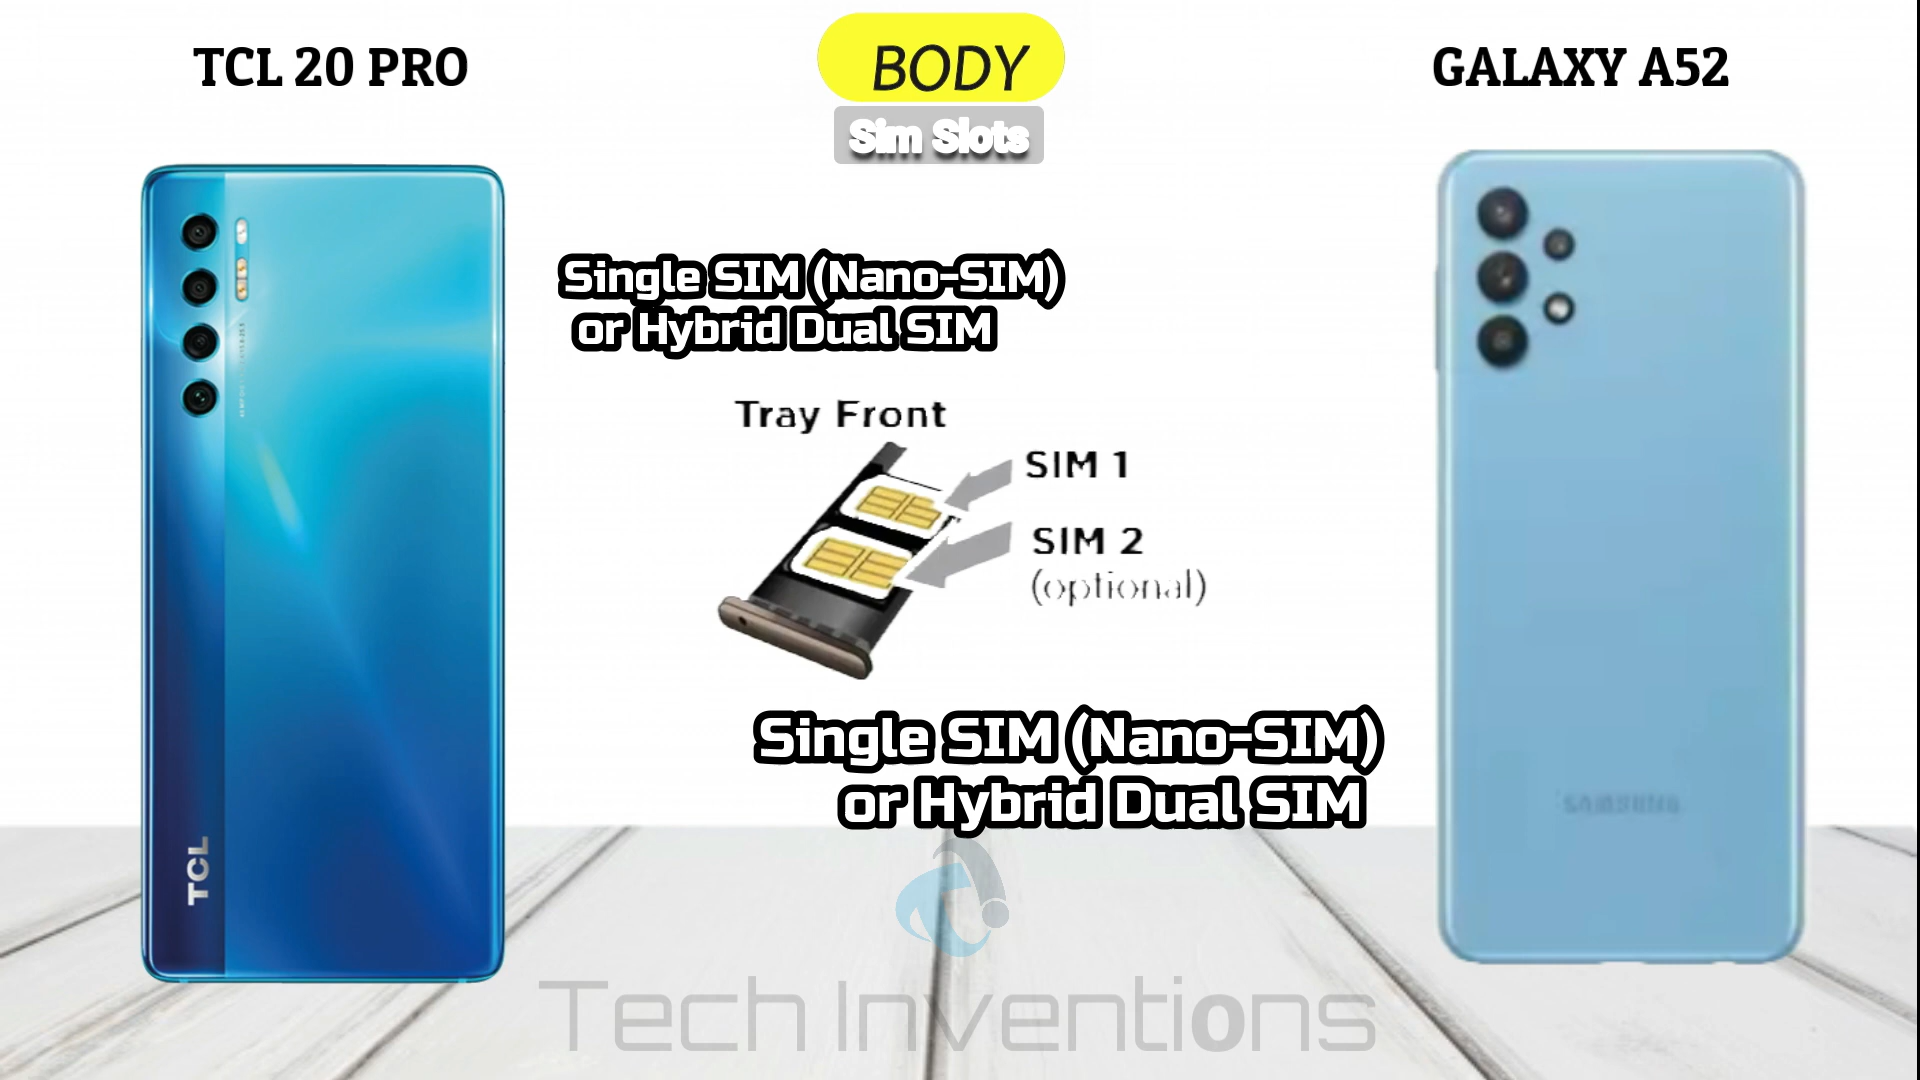 TCL 20 PRO
BODY
GALAXY A52
Sim Slots
Single SIM (Nano-SIM)
or Hybrid Dual SIM
Tray Front
SIM 1
SIM 2
(optional)
Single SIM (Nano-SIM)
or Hybrid Dual SIM
TCL
SAMSUNG
Tech Inventions